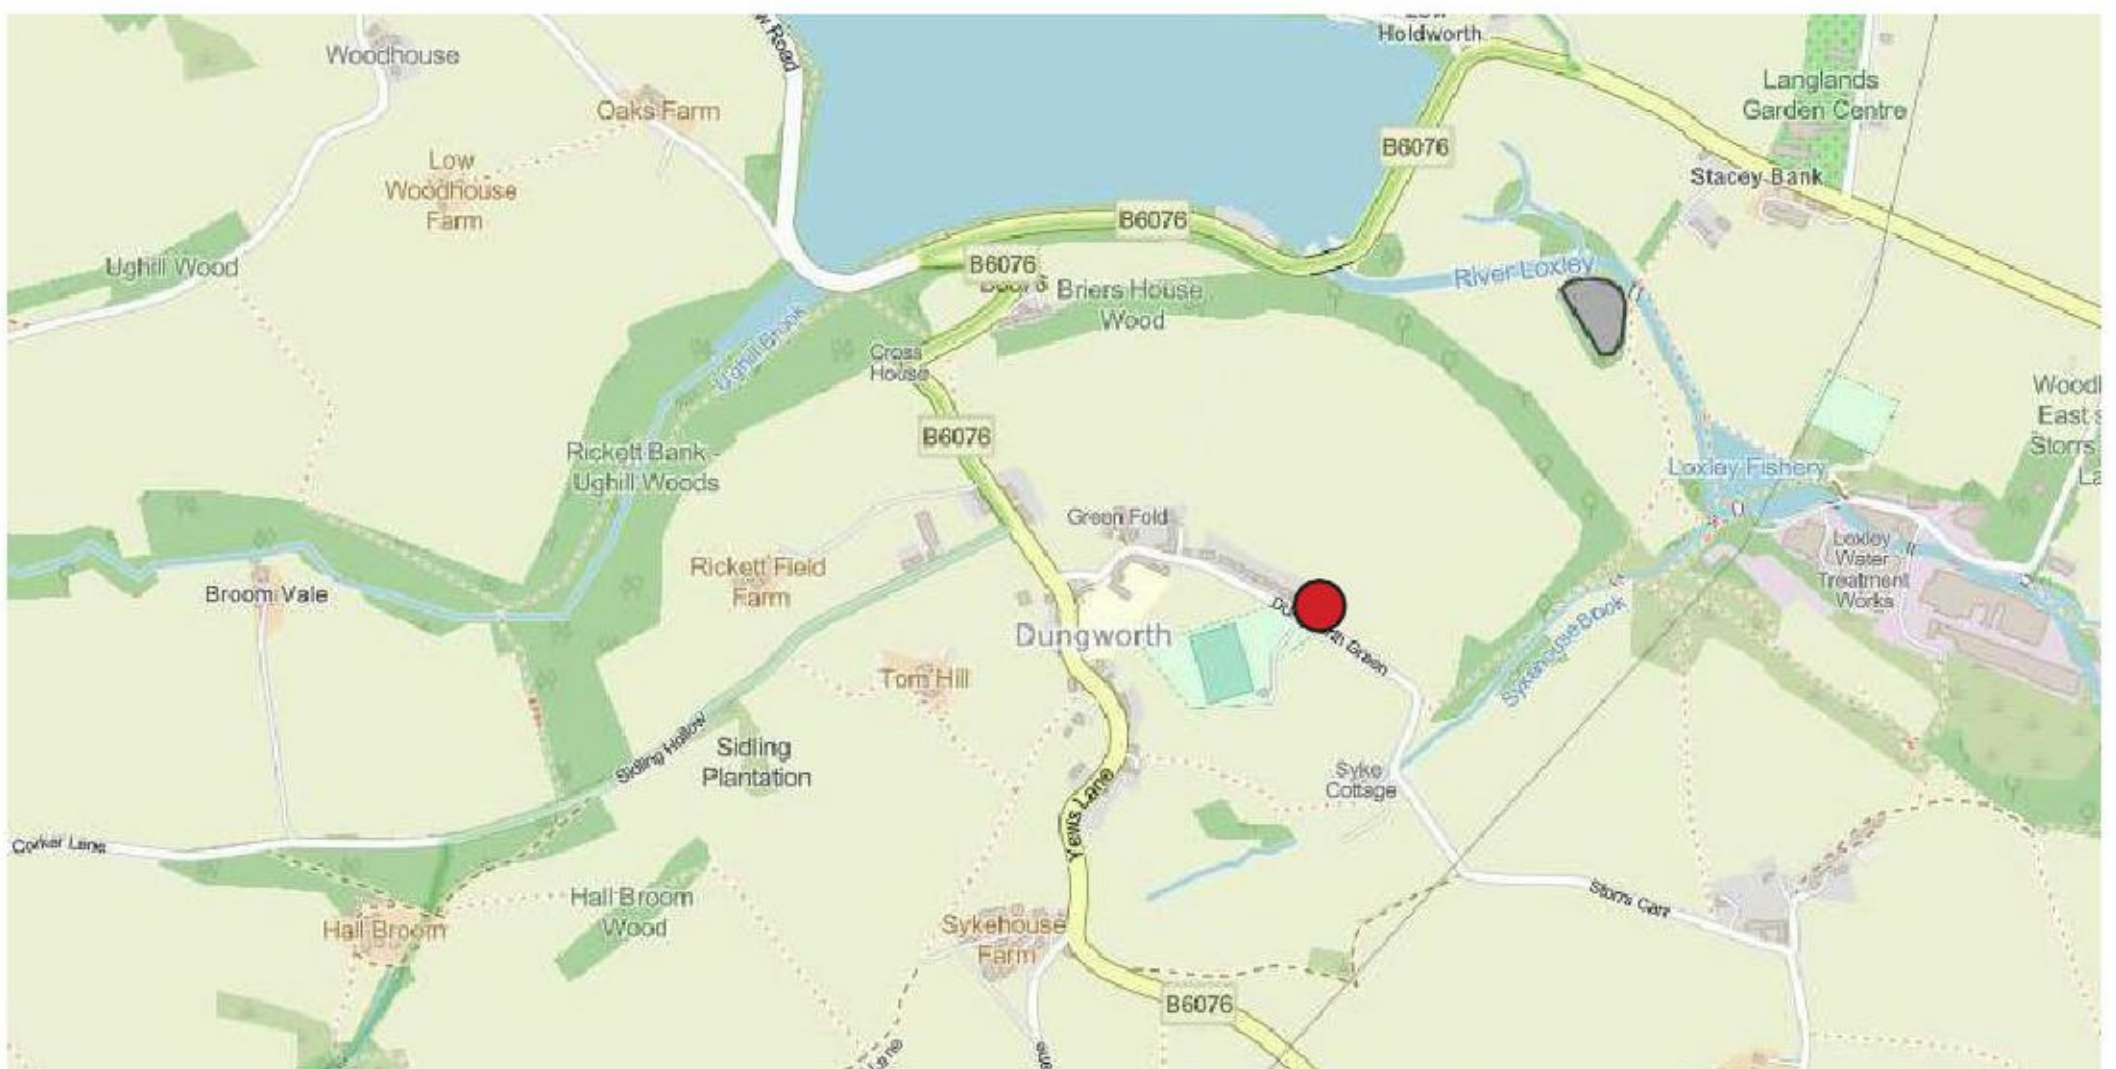 Low
Holdworth
Woodhouse
Oaks Farm
Langlands
Garden Centre
B6076
Low
Woodhouse
Farm
Stacey Bank
B6076
Ughill Wood
B6076
River Loxley
Briers House
Wood
Ughill Brook
Cross
House
B6076
East
Storrs
Rickett Bank -
Ughill Woods
Loxley Fishery
Green Fold
Loxley
Water
Treatment
Works
Rickett Field
Farm
Broom Vale
Dungworth
Sykehouse Brook
Tom Hill
Sidling Hollow
Sidling
Plantation
Syke
Cottage
Yews Lane
Corker Lane
Hall Broom
Wood
Storrs Carr
Hall Broom
Sykehouse
Farm
B6076